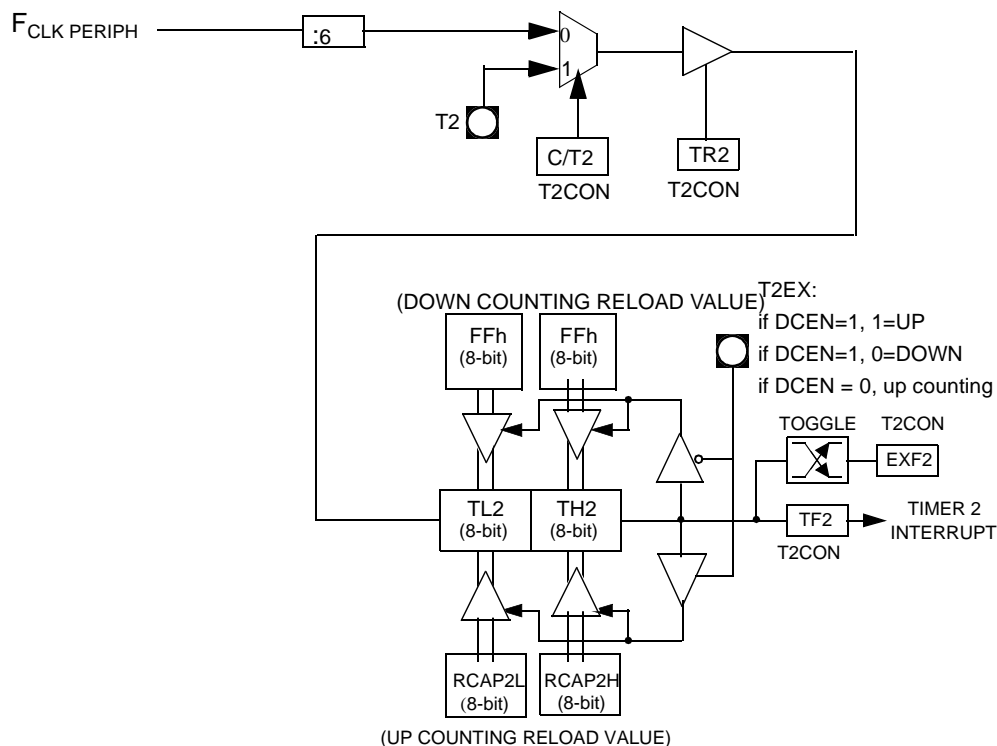 FCLK PERIPH
:6
0
1
T2
C/T2
TR2
T2CON
T2CON
T2EX:
(DOWN COUNTING RELOAD VALUE)
if DCEN=1, 1=UP
FFh
(8-bit)
FFh
(8-bit)
if DCEN=1, 0=DOWN
if DCEN = 0, up counting
TOGGLE
T2CON
EXF2
TL2
(8-bit)
TH2
(8-bit)
TF2
TIMER 2
INTERRUPT
T2CON
RCAP2L
(8-bit)
RCAP2H
(8-bit)
(UP COUNTING RELOAD VALUE)